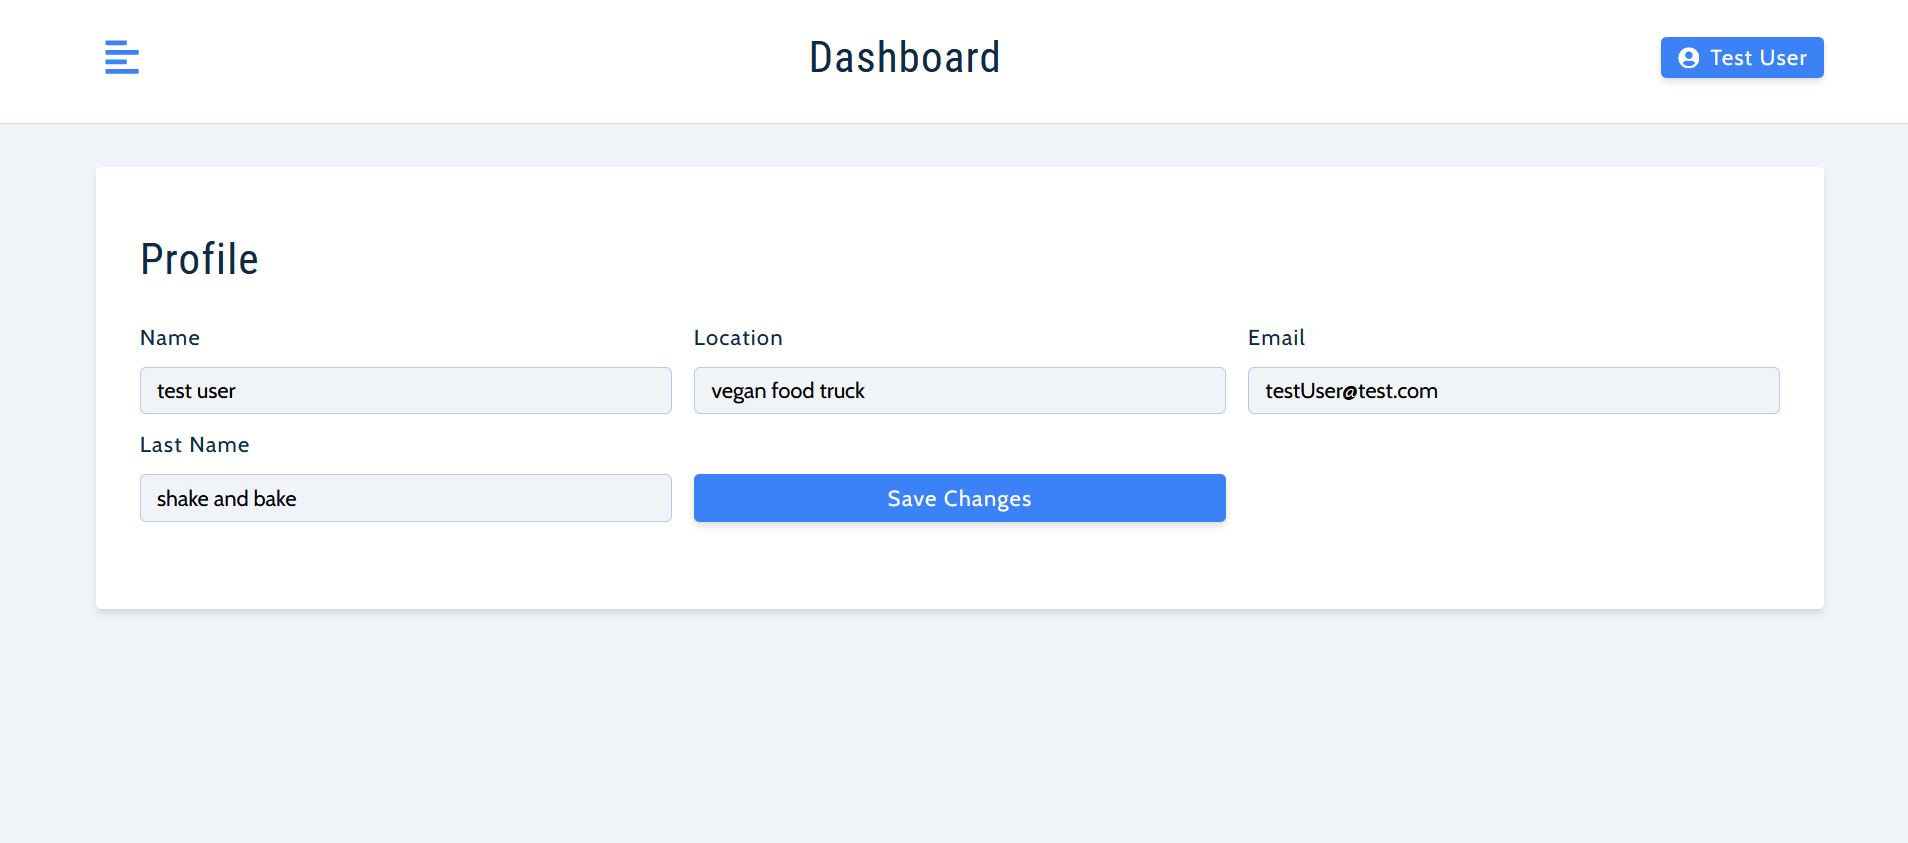 Dashboard
Test User
Profile
Name
Location
Email
test user
vegan food truck
testUser@test.com
Last Name
shake and bake
Save Changes